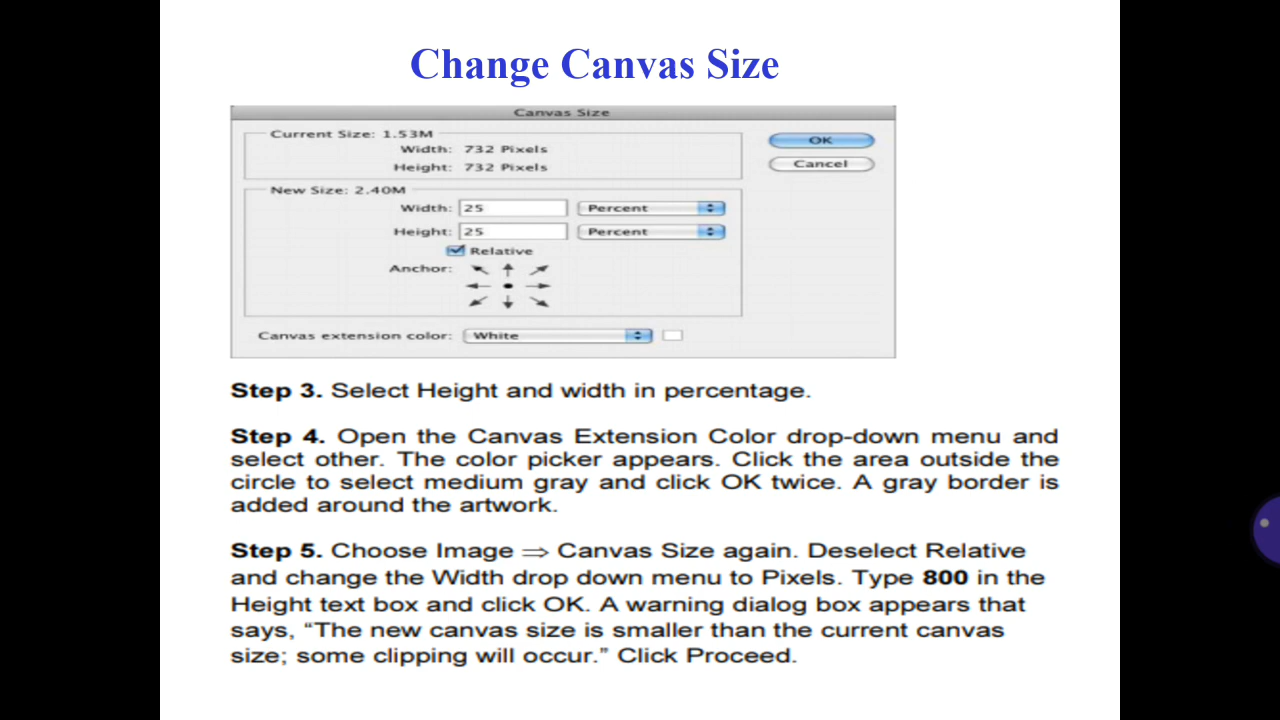 Change Canvas Size
Canvas Size
Current Size: 1.53M
Width: 732 Pixels
Height: 732 Pixels
OK
Cancel
New Size: 2.40M
Width: 25 Percent
Height: 25 Percent
Relative
Anchor:
Canvas extension color: White
Step 3. Select Height and width in percentage.
Step 4. Open the Canvas Extension Color drop-down menu and
select other. The color picker appears. Click the area outside the
circle to select medium gray and click OK twice. A gray border is
added around the artwork.
Step 5. Choose Image ⇒ Canvas Size again. Deselect Relative
and change the Width drop down menu to Pixels. Type 800 in the
Height text box and click OK. A warning dialog box appears that
says, “The new canvas size is smaller than the current canvas
size; some clipping will occur.” Click Proceed.